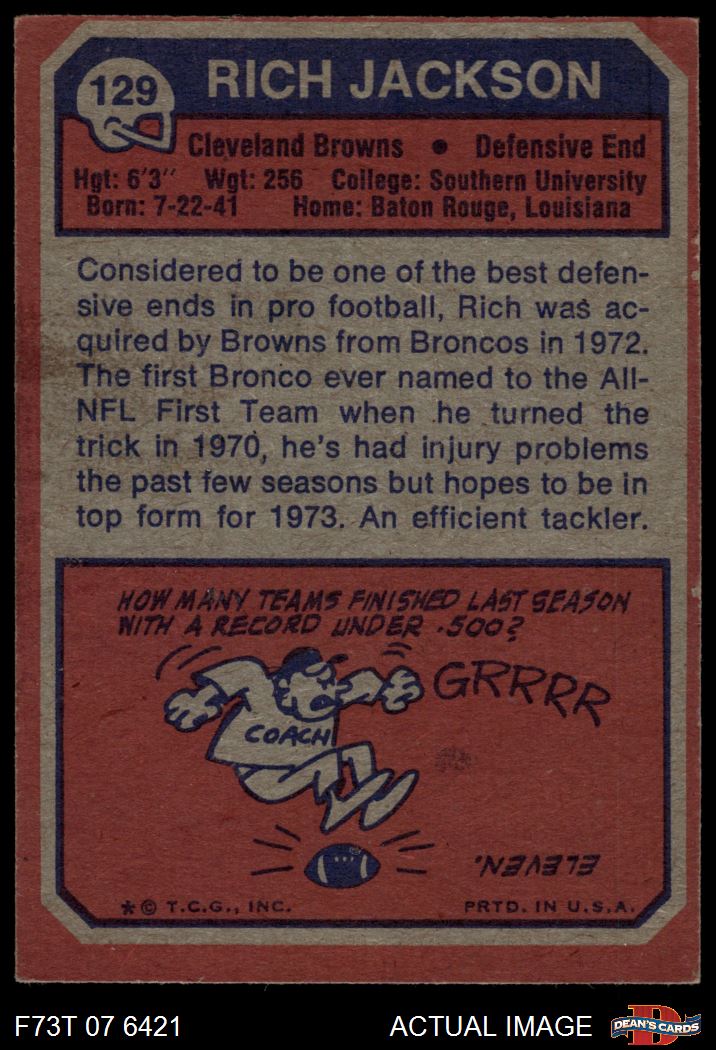 129
RICH JACKSON
Cleveland Browns • Defensive End
Hgt: 6'3" Wgt: 256 College: Southern University
Born: 7-22-41 Home: Baton Rouge, Louisiana
Considered to be one of the best defen-
sive ends in pro football, Rich was ac-
quired by Browns from Broncos in 1972.
The first Bronco ever named to the All-
NFL First Team when he turned the
trick in 1970, he's had injury problems
the past few seasons but hopes to be in
top form for 1973. An efficient tackler.
HOW MANY TEAMS FINISHED LAST SEASON
WITH A RECORD UNDER .500?
GRRRR
COACH
ELEVEN.
* © T.C.G., INC. PRTD. IN U.S.A.
F73T 07 6421 ACTUAL IMAGE
D
DEAN'S CARDS